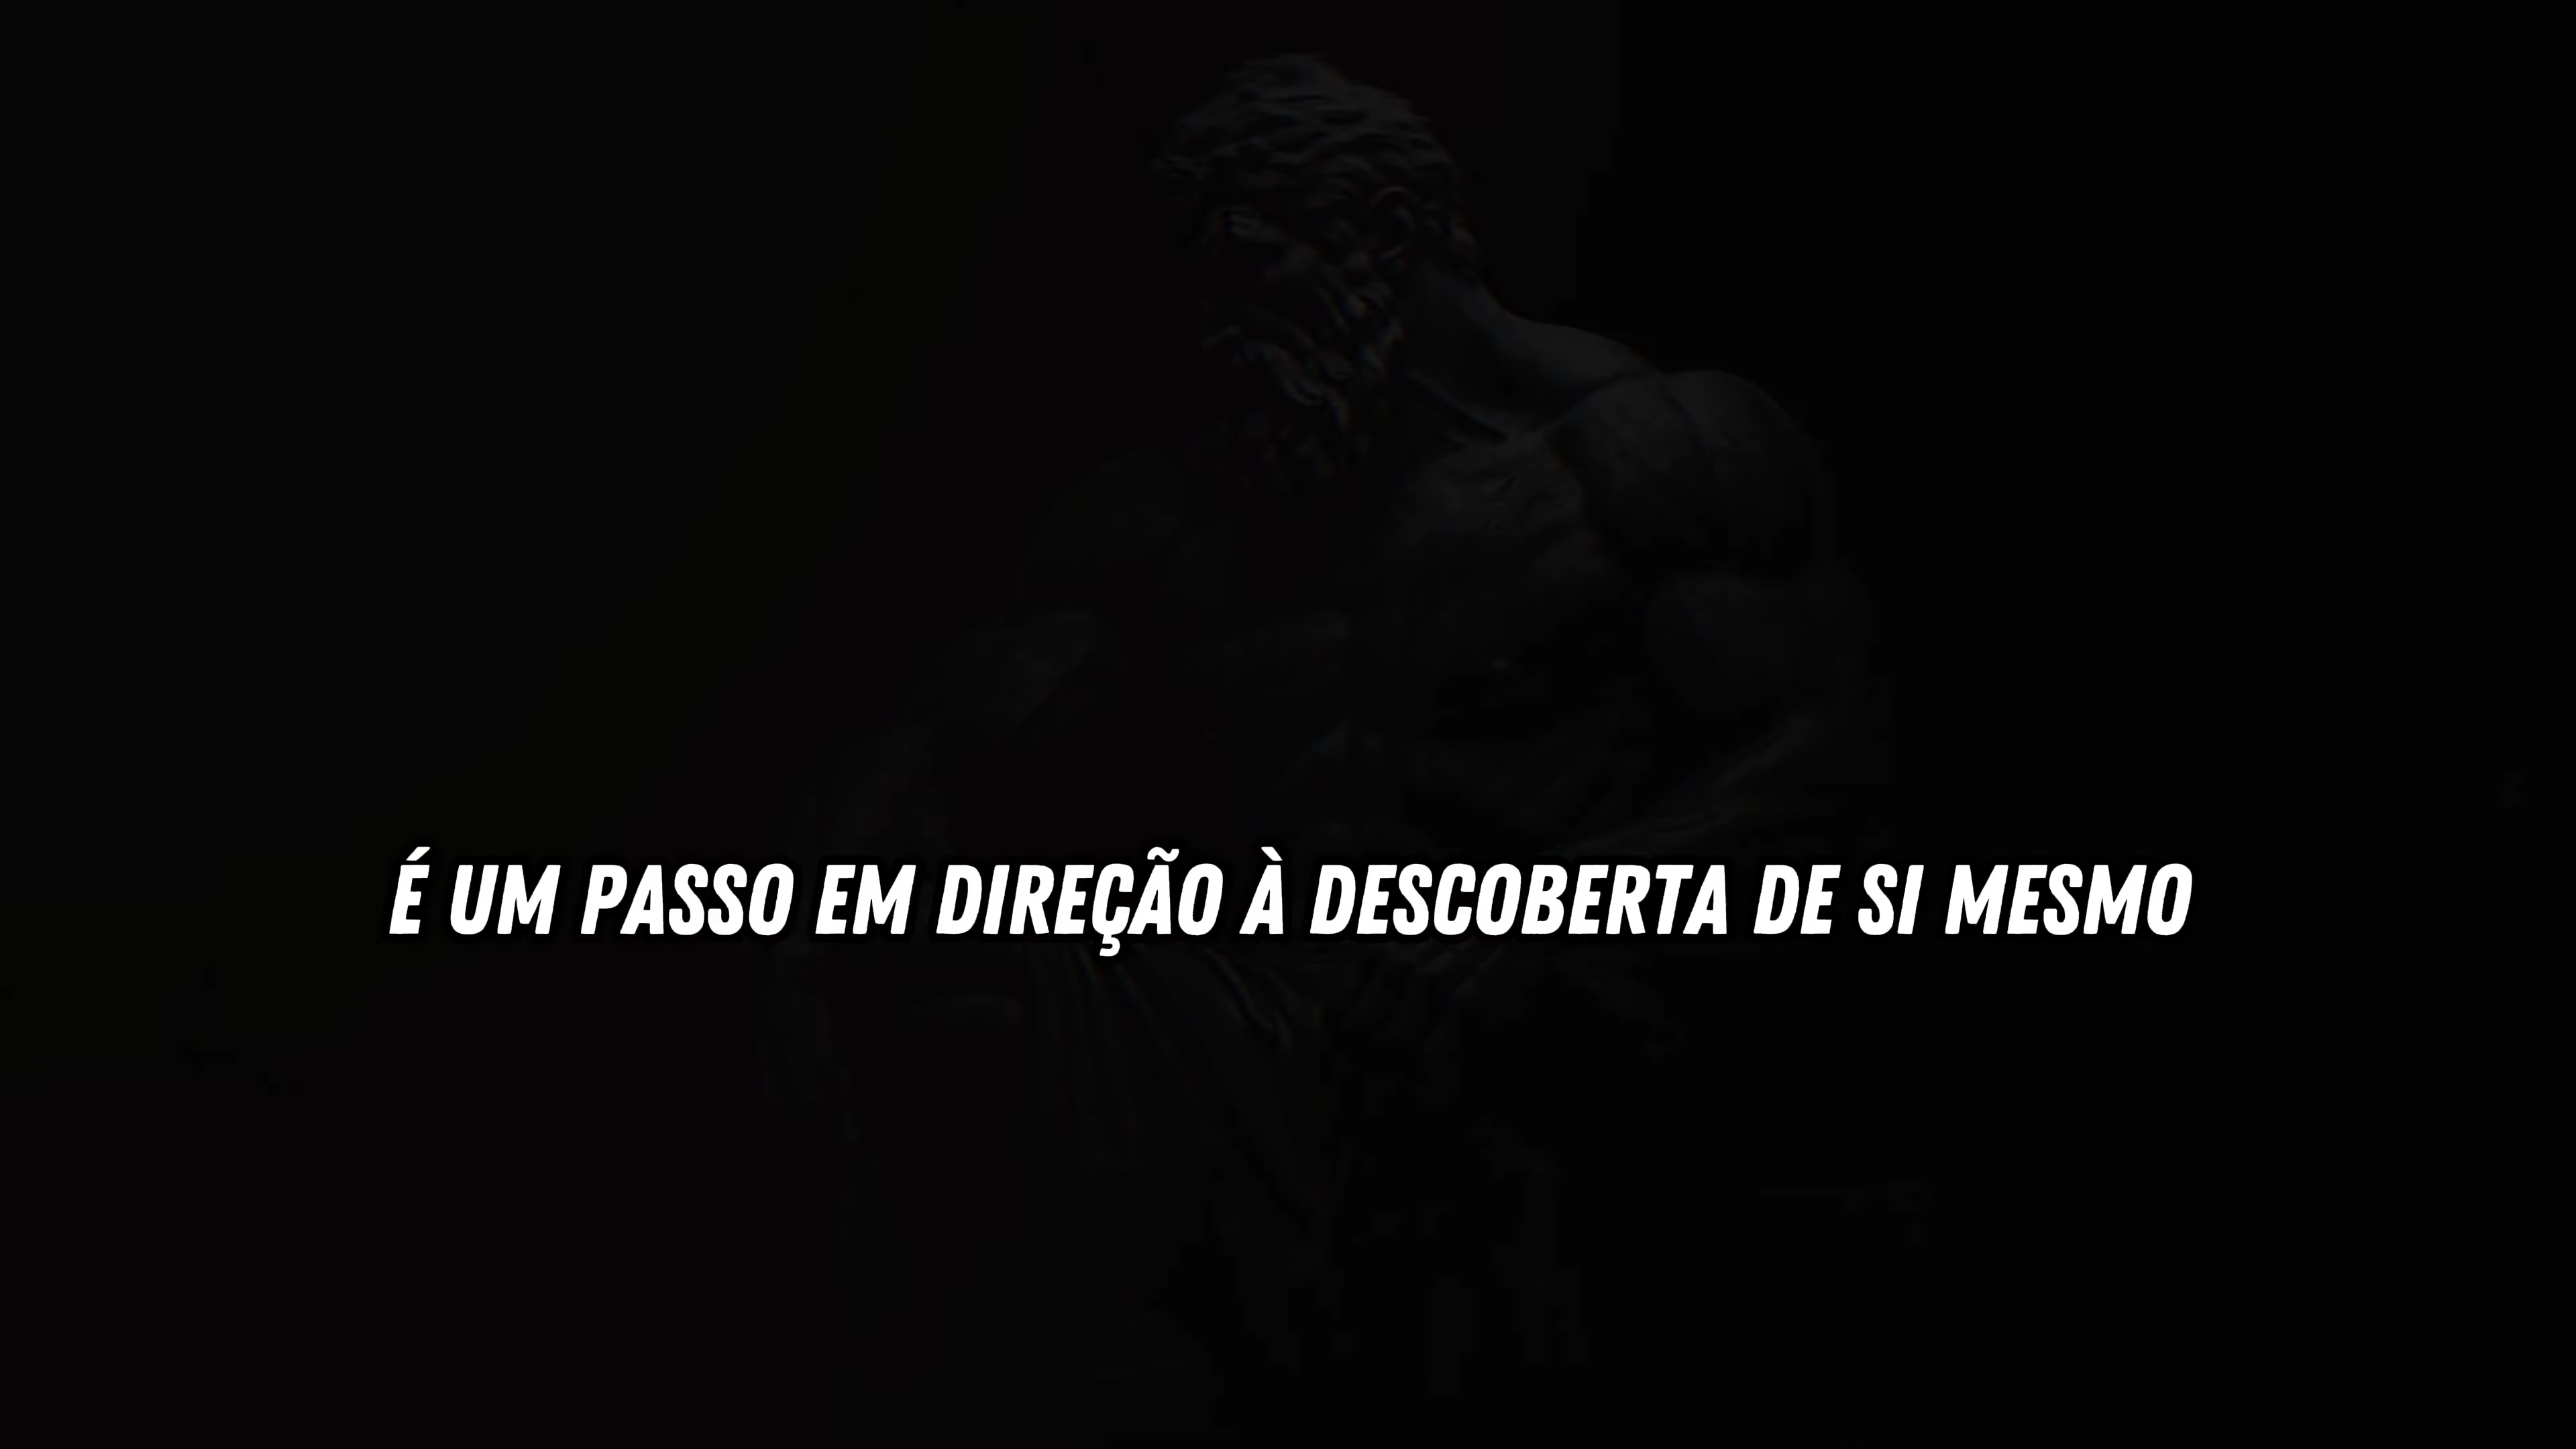 É UM PASSO EM DIREÇÃO À DESCOBERTA DE SI MESMO